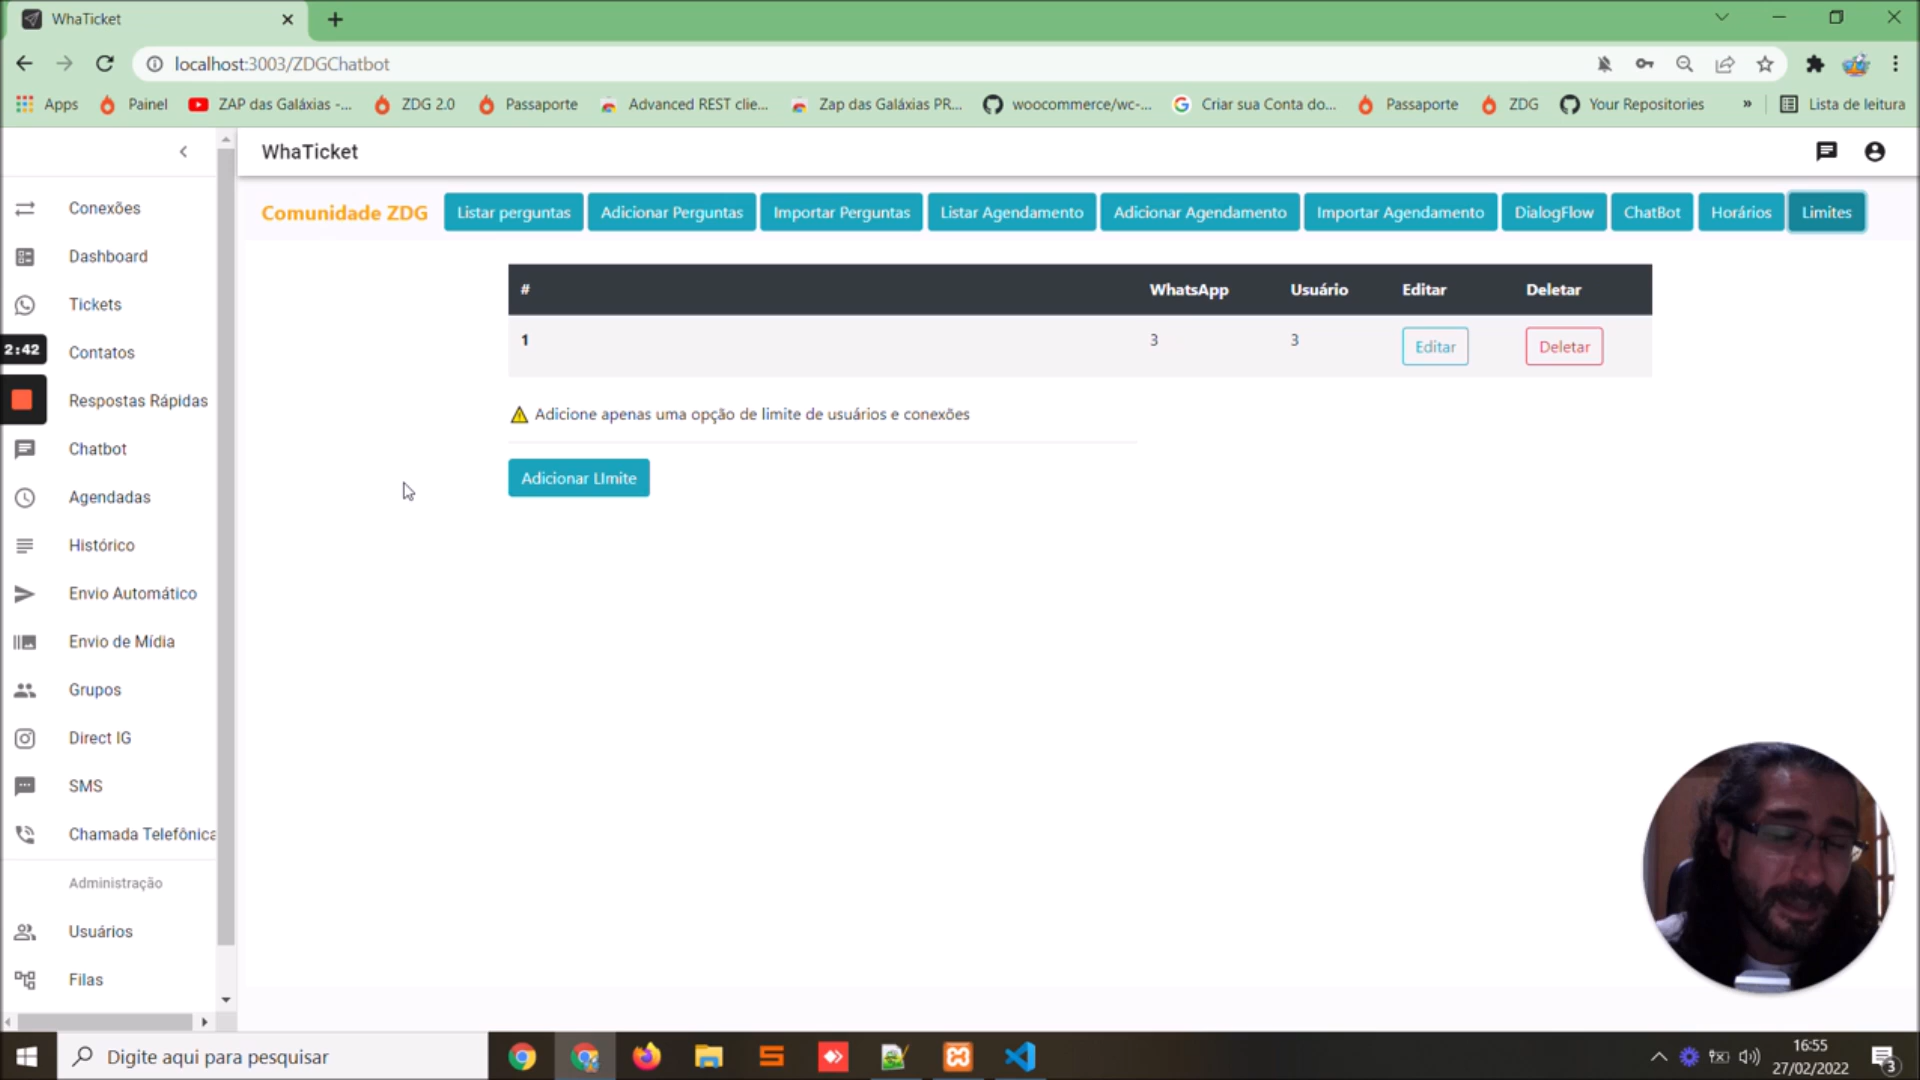 WhaTicket
localhost:3003/ZDGChatbot
Apps Painel ZAP das Galáxias -... ZDG 2.0 Passaporte Advanced REST clie... Zap das Galáxias PR... woocommerce/wc-... Criar sua Conta do... Passaporte ZDG Your Repositories » Lista de leitura
WhaTicket
Comunidade ZDG Listar perguntas Adicionar Perguntas Importar Perguntas Listar Agendamento Adicionar Agendamento Importar Agendamento DialogFlow ChatBot Horários Limites
Conexões
Dashboard
Tickets
2:42
Contatos
Respostas Rápidas
Chatbot
Agendadas
Histórico
Envio Automático
Envio de Mídia
Grupos
Direct IG
SMS
Chamada Telefônica
Administração
Usuários
Filas
# WhatsApp Usuário Editar Deletar
1 3 3 Editar Deletar
Adicione apenas uma opção de limite de usuários e conexões
Adicionar LImite
Digite aqui para pesquisar
16:55
27/02/2022
3